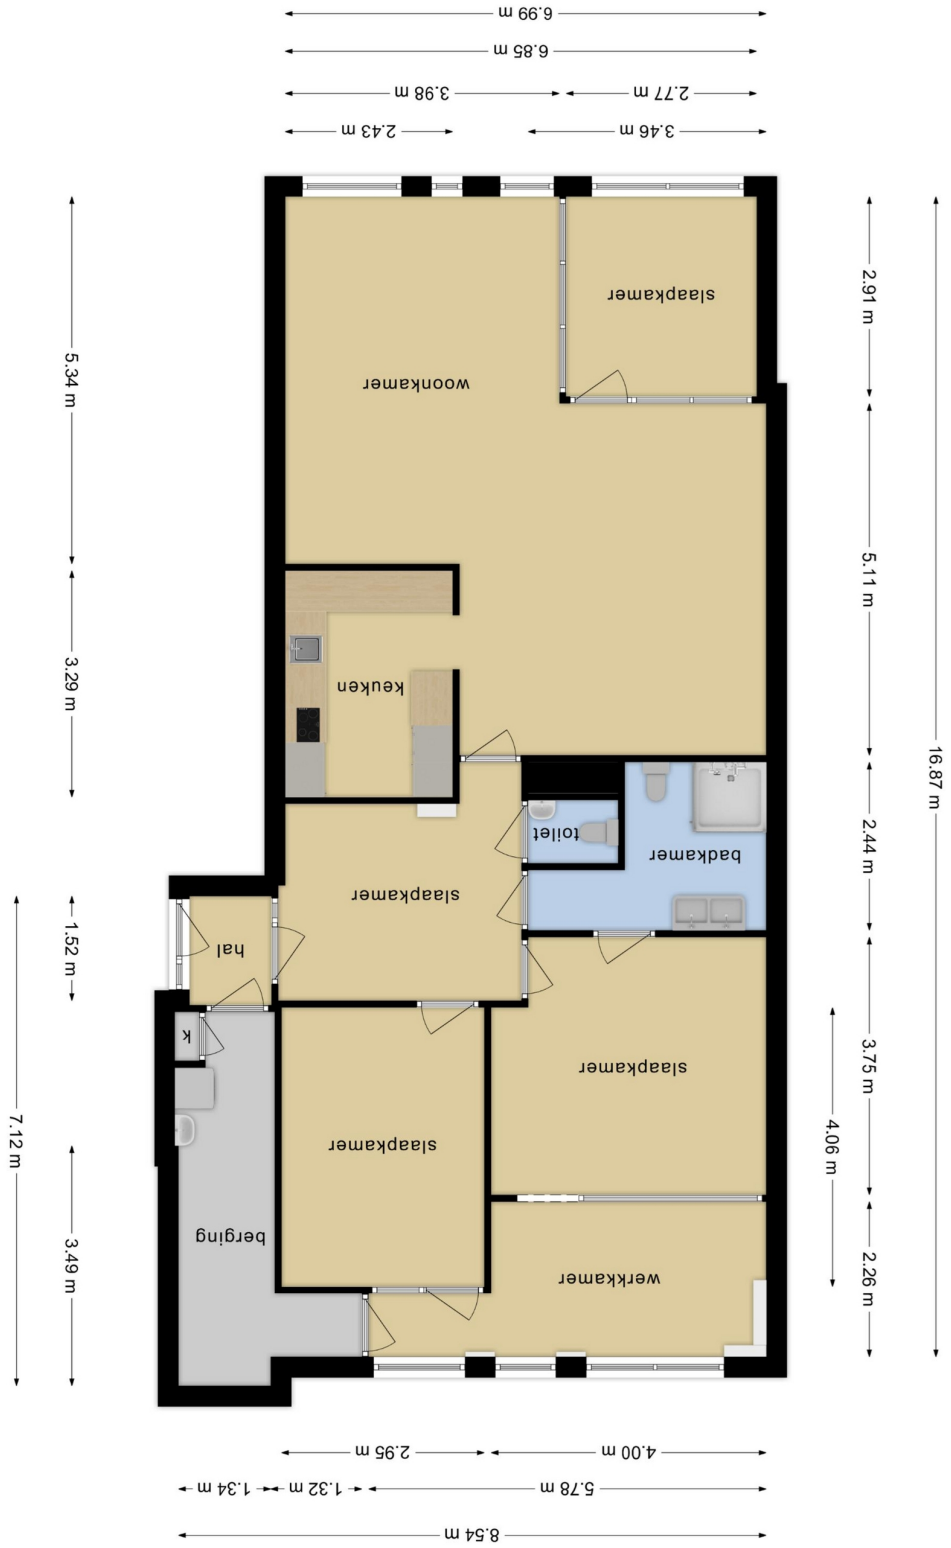 8.54 m
5.78 m
1.32 m
1.34 m
4.00 m
2.95 m
2.26 m
werkkamer
berging
3.49 m
4.06 m
slaapkamer
7.12 m
3.75 m
slaapkamer
k
hal
1.52 m
slaapkamer
badkamer
toilet
2.44 m
16.87 m
keuken
3.29 m
5.11 m
woonkamer
5.34 m
slaapkamer
2.91 m
3.46 m
2.43 m
2.77 m
3.98 m
6.85 m
6.99 m